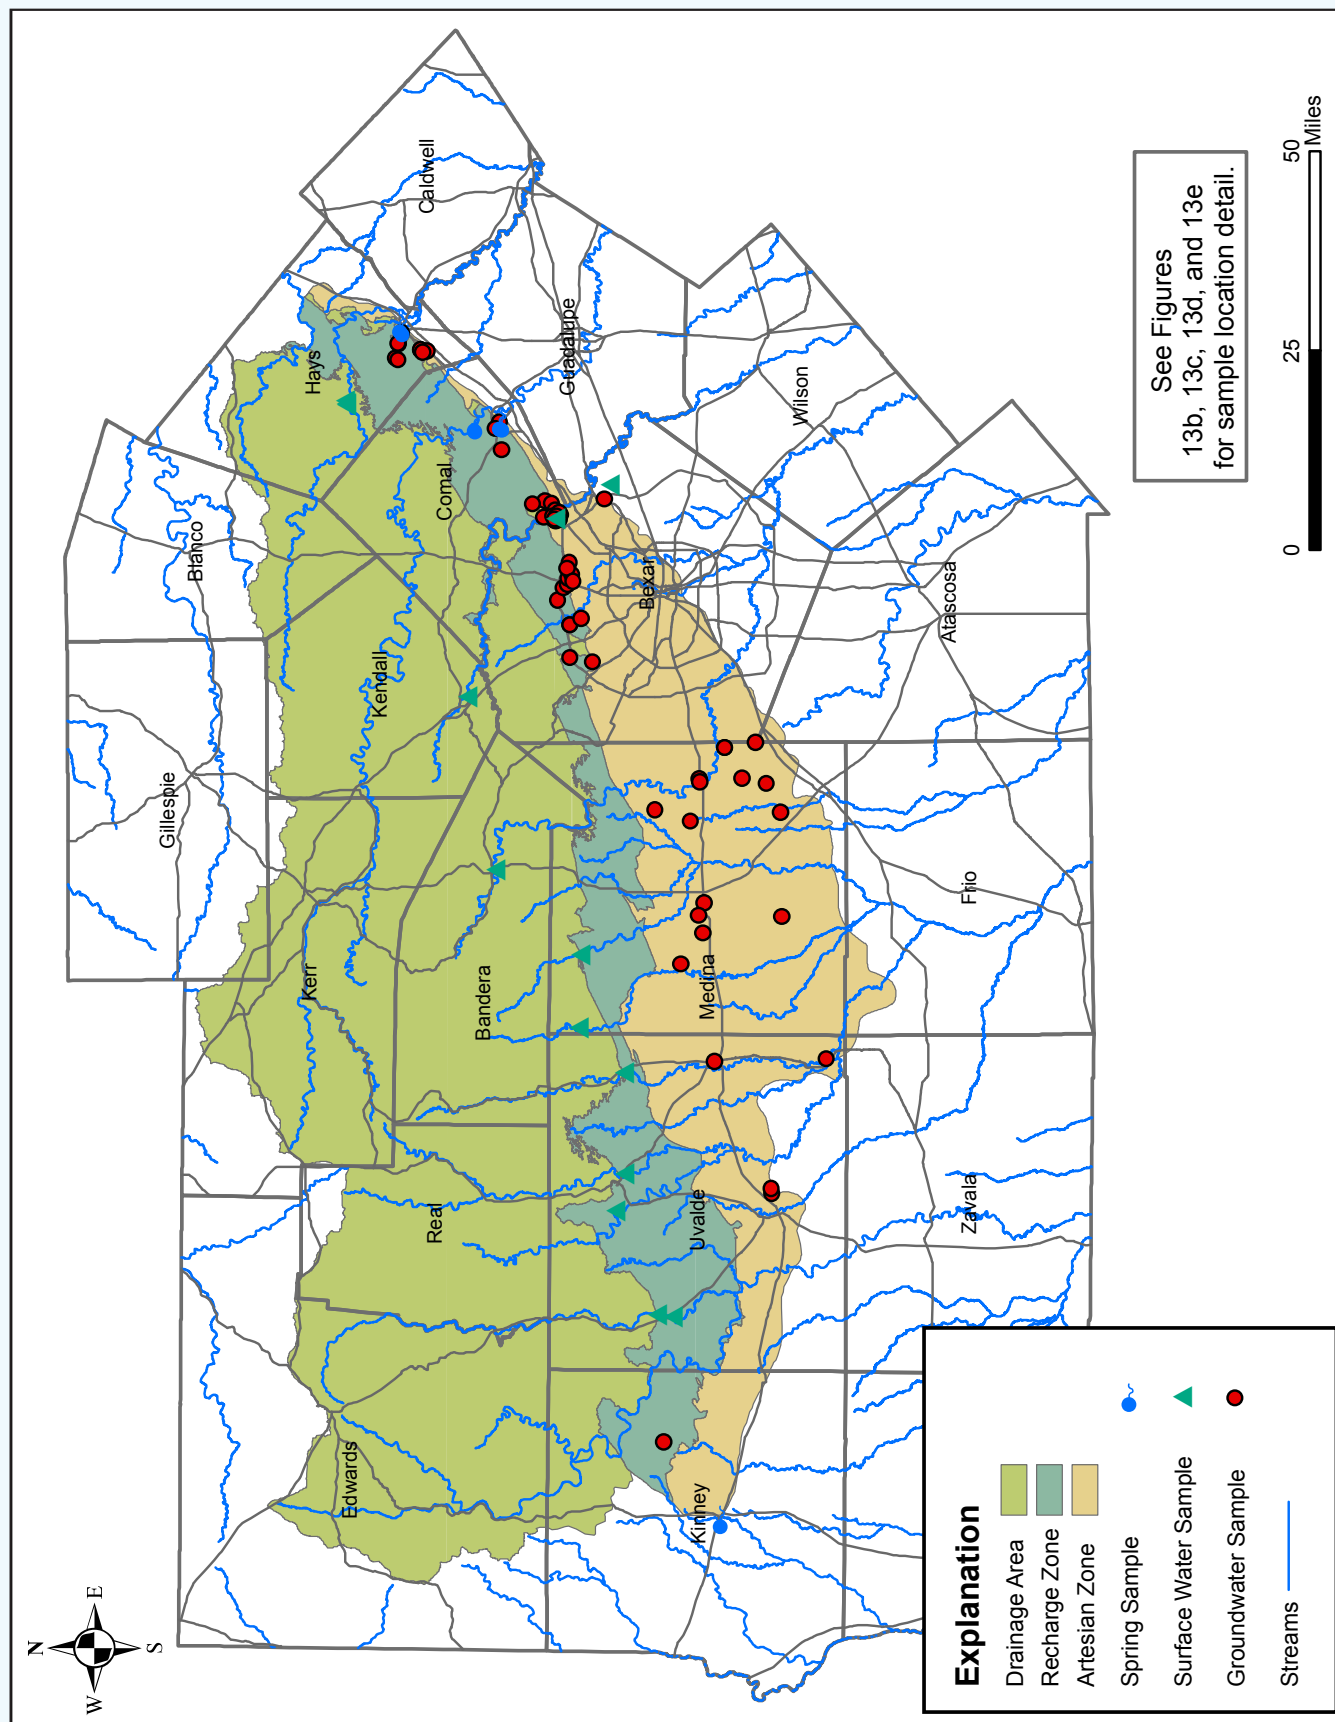 N
W
E
S
Gillespie
Blanco
Hays
Caldwell
Kerr
Kendall
Comal
Guadalupe
Edwards
Real
Bandera
Bexar
Wilson
Kinney
Uvalde
Medina
Atascosa
Zavala
Frio
See Figures
13b, 13c, 13d, and 13e
for sample location detail.
0
25
50
Miles
Explanation
Drainage Area
Recharge Zone
Artesian Zone
Spring Sample
Surface Water Sample
Groundwater Sample
Streams